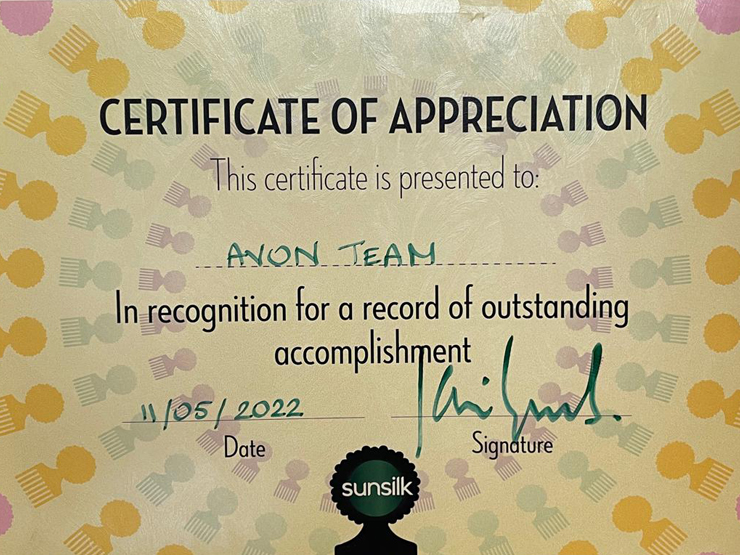 CERTIFICATE OF APPRECIATION
This certificate is presented to:
AVON TEAM
In recognition for a record of outstanding
accomplishment
11/05/2022
Date
Signature
sunsilk